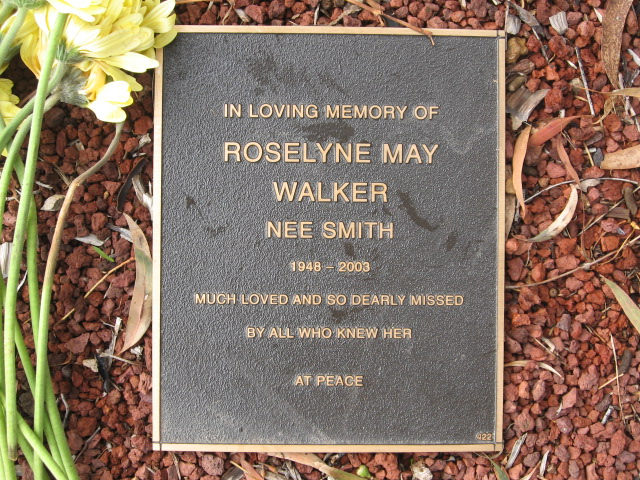 IN LOVING MEMORY OF
ROSELYNE MAY
WALKER
NEE SMITH
1948 – 2003
MUCH LOVED AND SO DEARLY MISSED
BY ALL WHO KNEW HER
AT PEACE
422